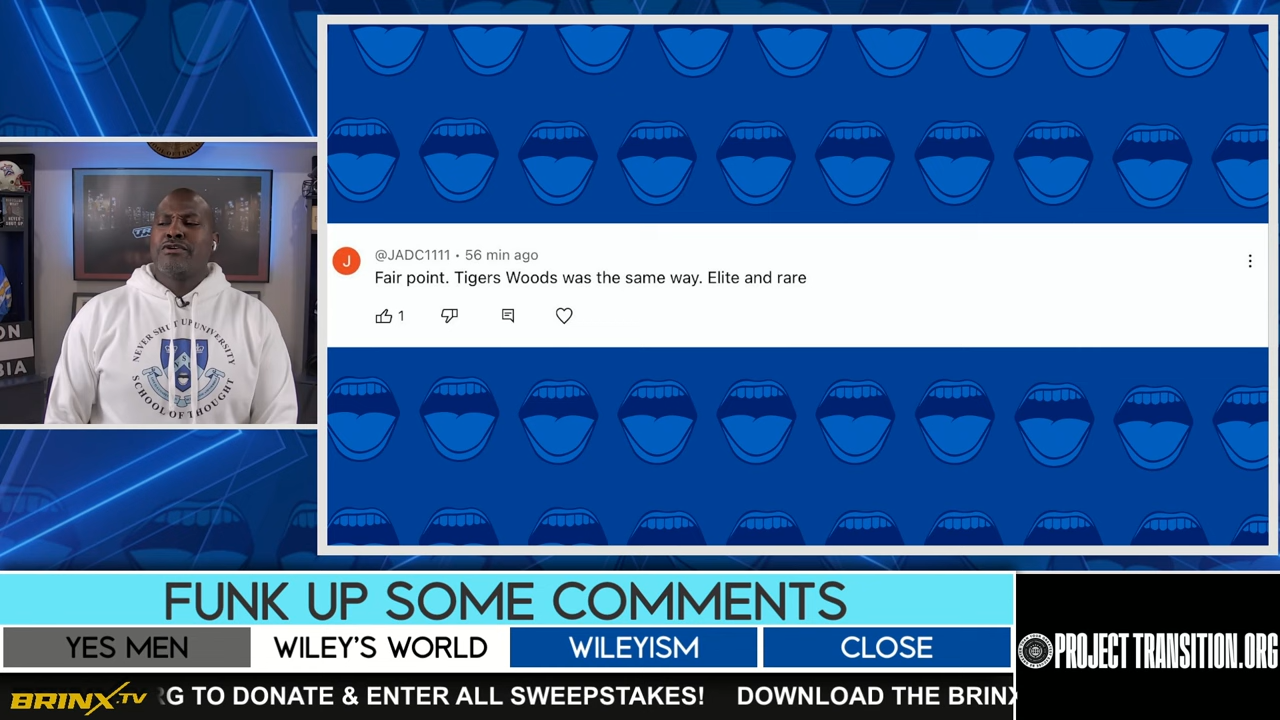 @JADC1111 • 56 min ago
Fair point. Tigers Woods was the same way. Elite and rare
1
J
NEVER SHUT UP UNIVERSITY
SCHOOL OF THOUGHT
FUNK UP SOME COMMENTS
YES MEN
WILEY'S WORLD
WILEYISM
CLOSE
PROJECT TRANSITION.ORG
BRINX.TV
RG TO DONATE & ENTER ALL SWEEPSTAKES! DOWNLOAD THE BRINX